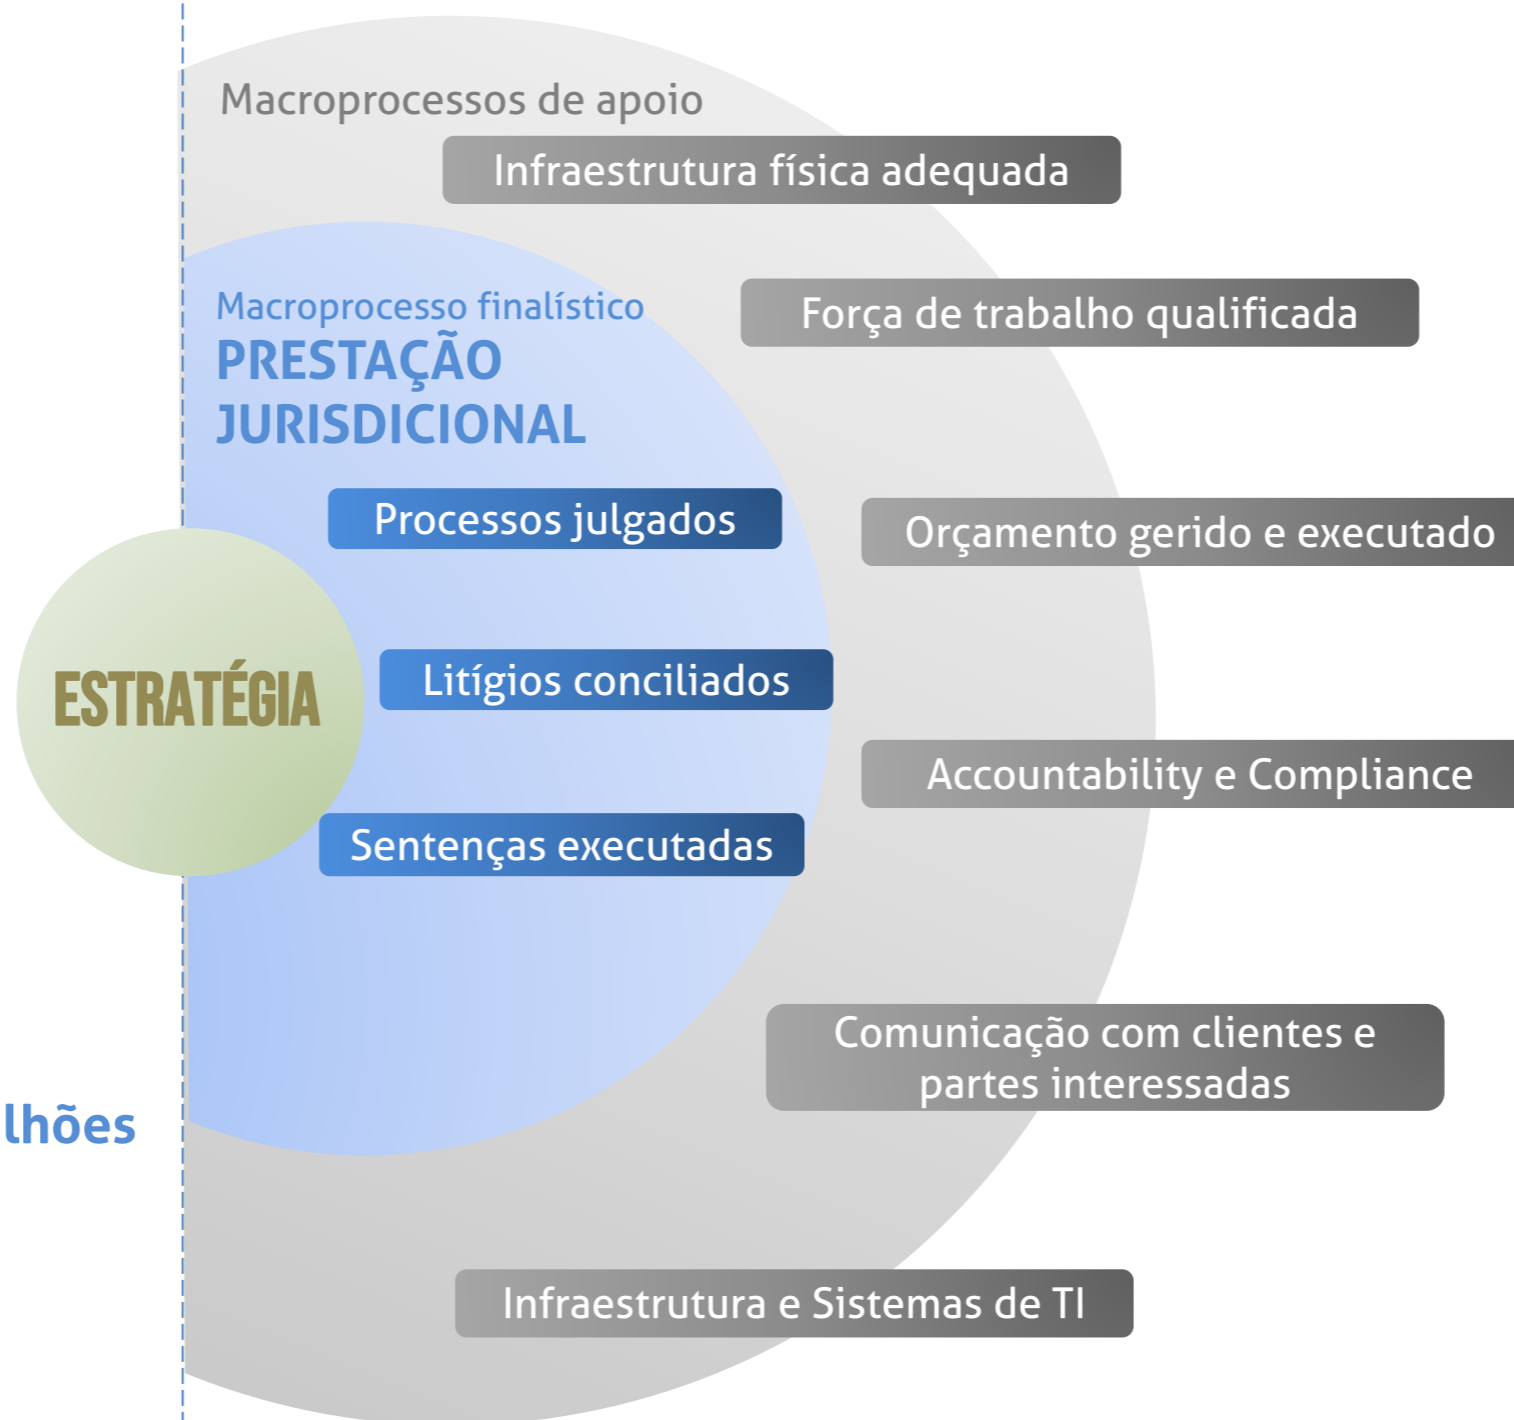 Macroprocessos de apoio
Infraestrutura física adequada
Força de trabalho qualificada
Macroprocesso finalístico
PRESTAÇÃO
JURISDICIONAL
Processos julgados
Orçamento gerido e executado
Litígios conciliados
ESTRATÉGIA
Accountability e Compliance
Sentenças executadas
Comunicação com clientes e
partes interessadas
lhões
Infraestrutura e Sistemas de TI